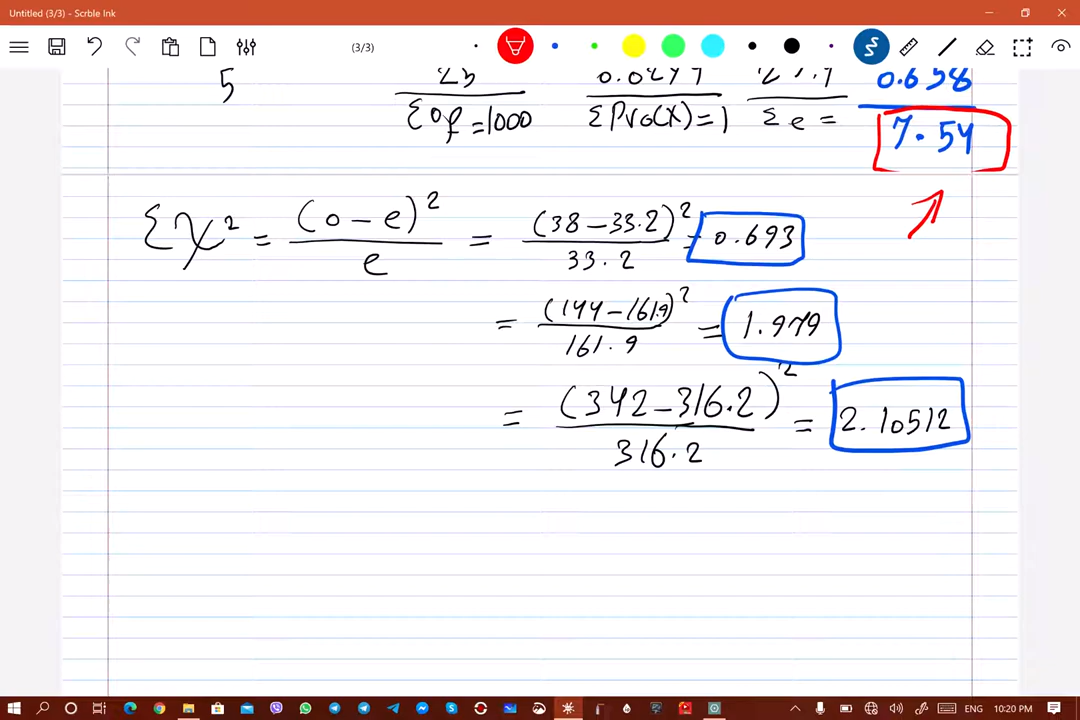 Untitled (3/3) - Scrble Ink
(3/3)
5 0.658
Σof = 1000 ΣPro(X) = 1 Σe = 7.54
Σχ² = (o - e)² / e = (38 - 33.2)² / 33.2 = 0.693
= (144 - 161.9)² / 161.9 = 1.979
= (342 - 316.2)² / 316.2 = 2.10512
ENG 10:20 PM